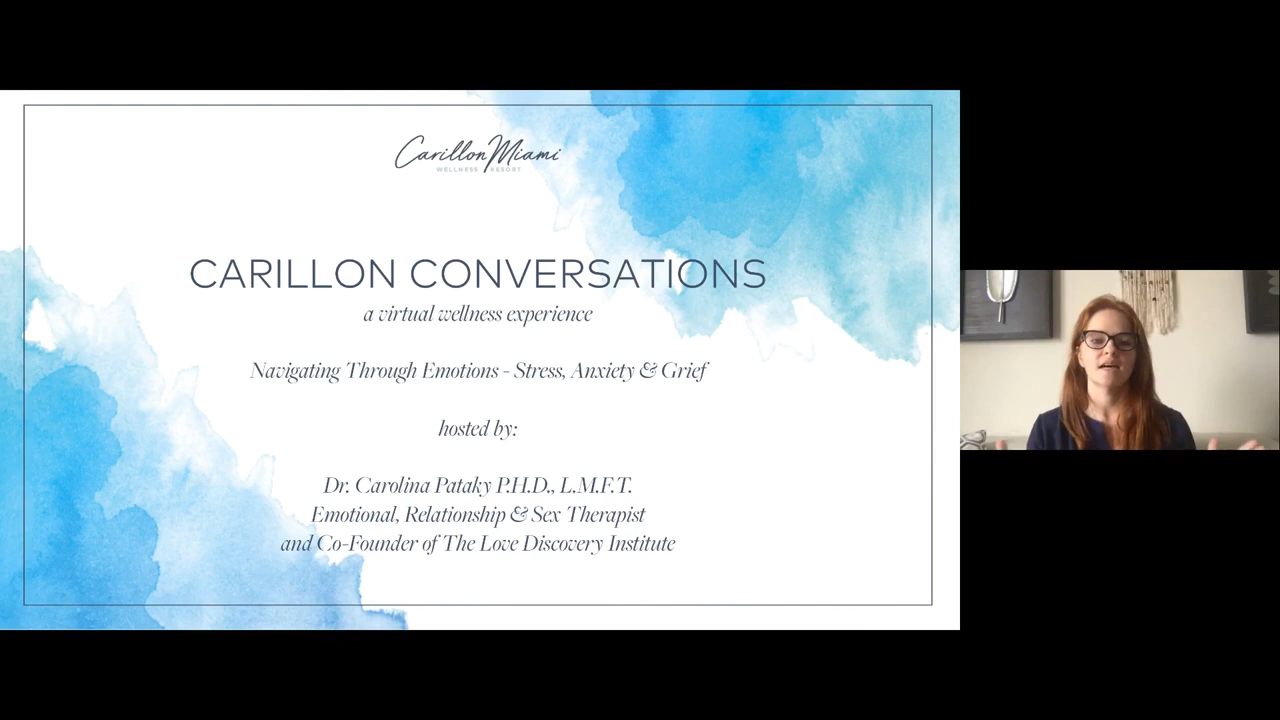 Carillon Miami
WELLNESS RESORT
CARILLON CONVERSATIONS
a virtual wellness experience
Navigating Through Emotions - Stress, Anxiety & Grief
hosted by:
Dr. Carolina Pataky P.H.D., L.M.F.T.
Emotional, Relationship & Sex Therapist
and Co-Founder of The Love Discovery Institute